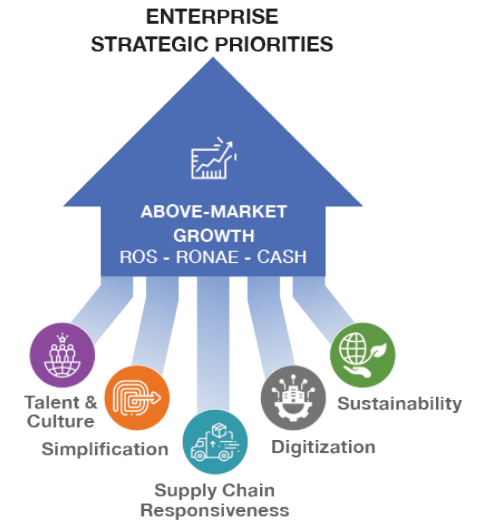 ENTERPRISE
STRATEGIC PRIORITIES
ABOVE-MARKET
GROWTH
ROS - RONAE - CASH
Talent &
Culture
Simplification
Supply Chain
Responsiveness
Digitization
Sustainability